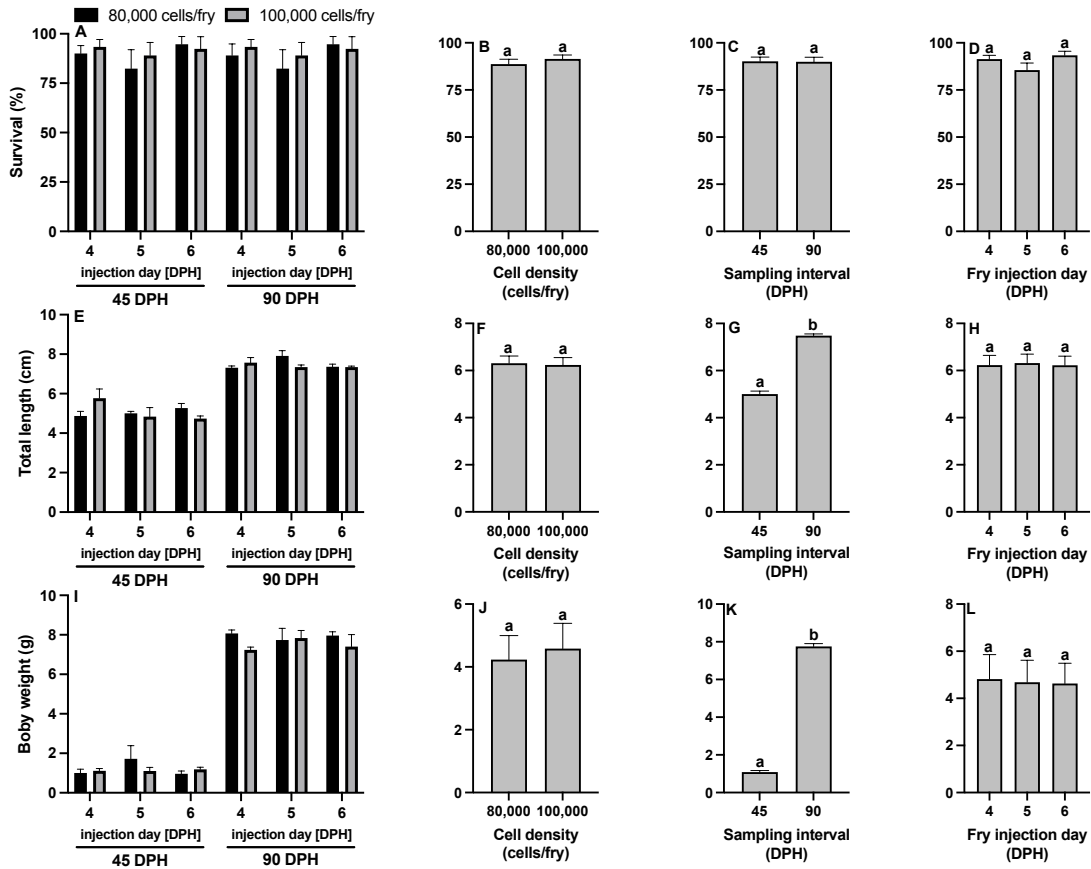 80,000 cells/fry 100,000 cells/fry
A
Survival (%)
100
75
50
25
0
4 5 6 4 5 6
injection day [DPH] injection day [DPH]
45 DPH 90 DPH
B
a a
100
75
50
25
0
80,000 100,000
Cell density
(cells/fry)
C
a a
100
75
50
25
0
45 90
Sampling interval
(DPH)
D
a a a
100
75
50
25
0
4 5 6
Fry injection day
(DPH)
E
Total length (cm)
10
8
6
4
2
0
4 5 6 4 5 6
injection day [DPH] injection day [DPH]
45 DPH 90 DPH
F
a a
8
6
4
2
0
80,000 100,000
Cell density
(cells/fry)
G
a b
8
6
4
2
0
45 90
Sampling interval
(DPH)
H
a a a
8
6
4
2
0
4 5 6
Fry injection day
(DPH)
I
Boby weight (g)
10
8
6
4
2
0
4 5 6 4 5 6
injection day [DPH] injection day [DPH]
45 DPH 90 DPH
J
a a
6
4
2
0
80,000 100,000
Cell density
(cells/fry)
K
a b
10
8
6
4
2
0
45 90
Sampling interval
(DPH)
L
a a a
8
6
4
2
0
4 5 6
Fry injection day
(DPH)